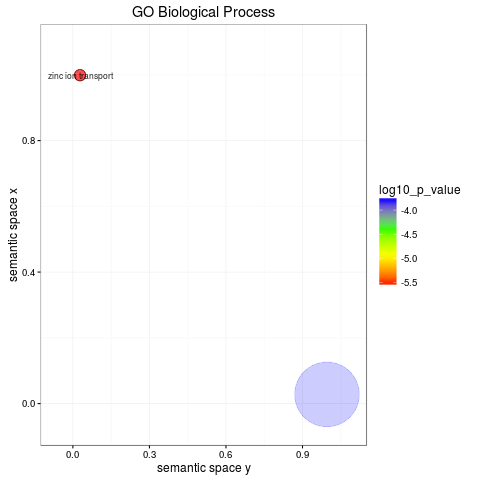 GO Biological Process
zinc ion transport
0.8
0.4
0.0
semantic space x
0.0
0.3
0.6
0.9
semantic space y
log10_p_value
-4.0
-4.5
-5.0
-5.5